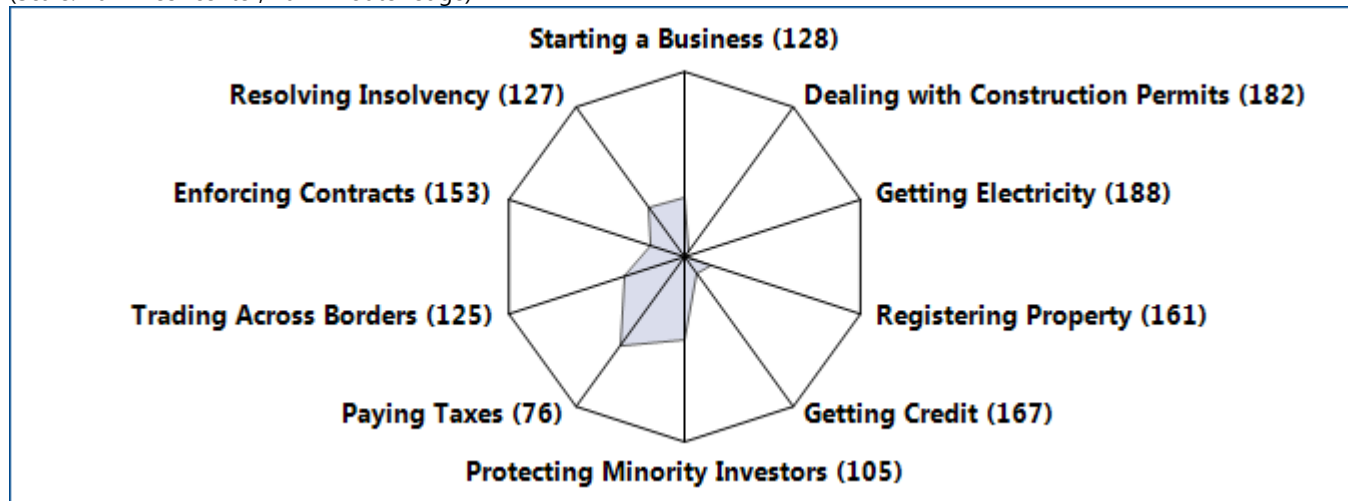 Starting a Business (128)
Resolving Insolvency (127)
Dealing with Construction Permits (182)
Enforcing Contracts (153)
Getting Electricity (188)
Trading Across Borders (125)
Registering Property (161)
Paying Taxes (76)
Getting Credit (167)
Protecting Minority Investors (105)